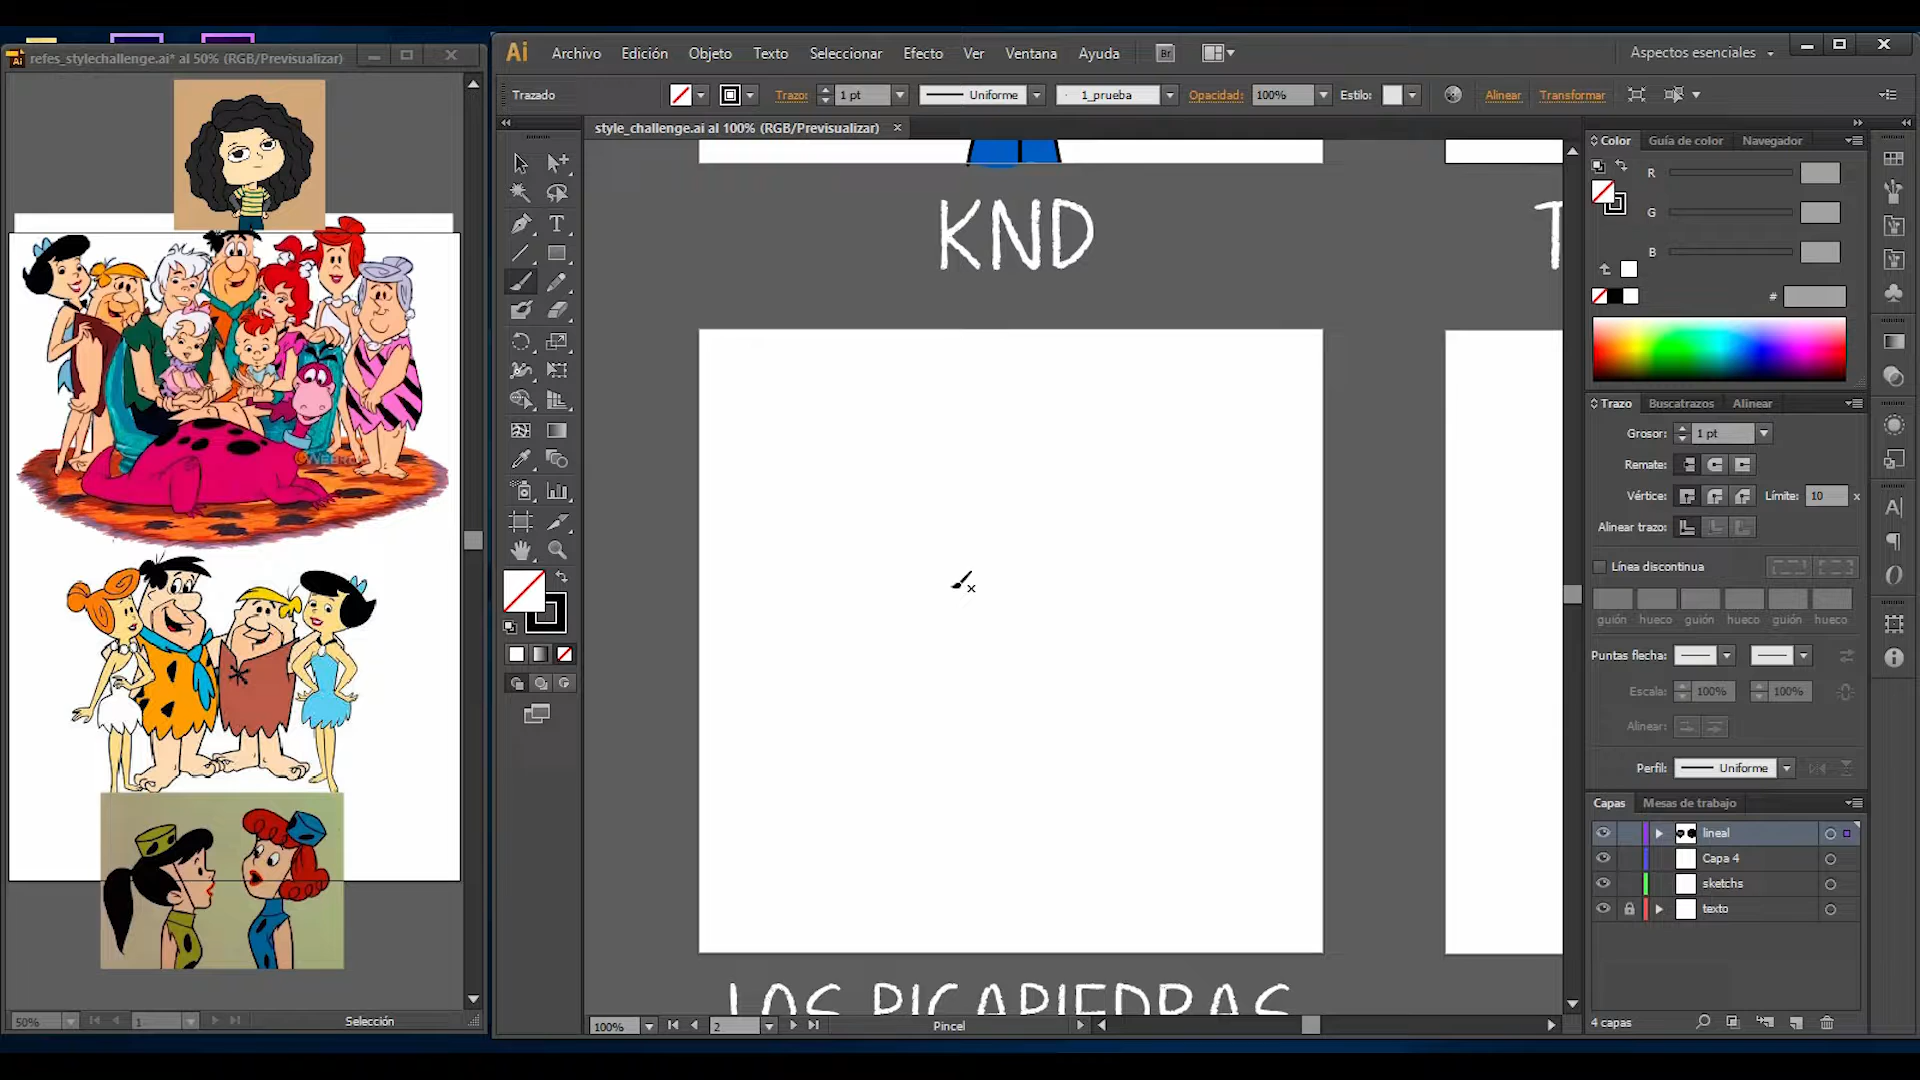 refes_stylechallenge.ai* al 50% (RGB/Previsualizar)
50%
1
Selección
Ai
Archivo
Edición
Objeto
Texto
Seleccionar
Efecto
Ver
Ventana
Ayuda
Br
Aspectos esenciales
Trazado
Trazo:
1 pt
Uniforme
1_prueba
Opacidad:
100%
Estilo:
Alinear
Transformar
style_challenge.ai al 100% (RGB/Previsualizar)
KND
T
LOS PICAPIEDRAS
100%
2
Pincel
Color
Guía de color
Navegador
R
G
B
#
Trazo
Buscatrazos
Alinear
Grosor:
1 pt
Remate:
Vértice:
Límite:
10
x
Alinear trazo:
Línea discontinua
guión
hueco
guión
hueco
guión
hueco
Puntas flecha:
Escala:
100%
100%
Alinear:
Perfil:
Uniforme
Capas
Mesas de trabajo
lineal
Capa 4
sketchs
texto
4 capas